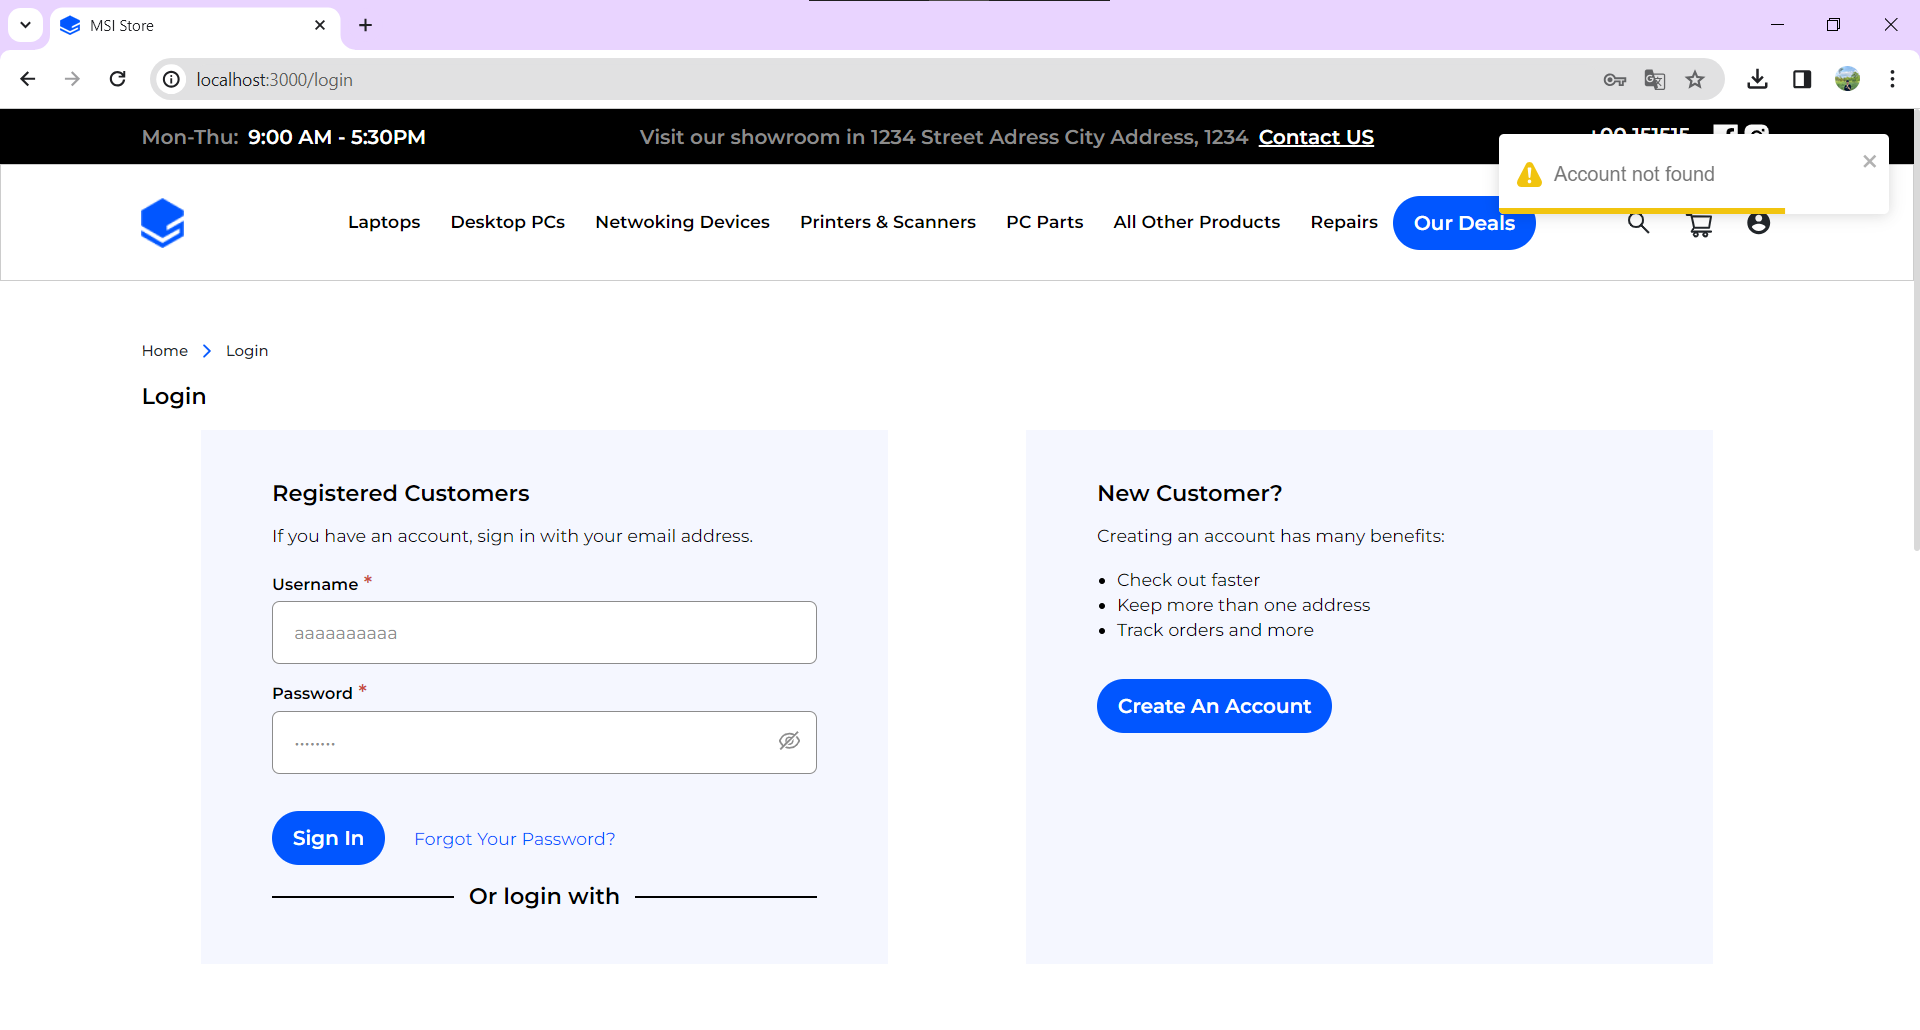 MSI Store
localhost:3000/login
Mon-Thu: 9:00 AM - 5:30PM
Visit our showroom in 1234 Street Adress City Address, 1234 Contact US
Account not found
Laptops
Desktop PCs
Netwoking Devices
Printers & Scanners
PC Parts
All Other Products
Repairs
Our Deals
Home
Login
Login
Registered Customers
If you have an account, sign in with your email address.
Username *
aaaaaaaaaa
Password *
Sign In
Forgot Your Password?
Or login with
New Customer?
Creating an account has many benefits:
• Check out faster
• Keep more than one address
• Track orders and more
Create An Account